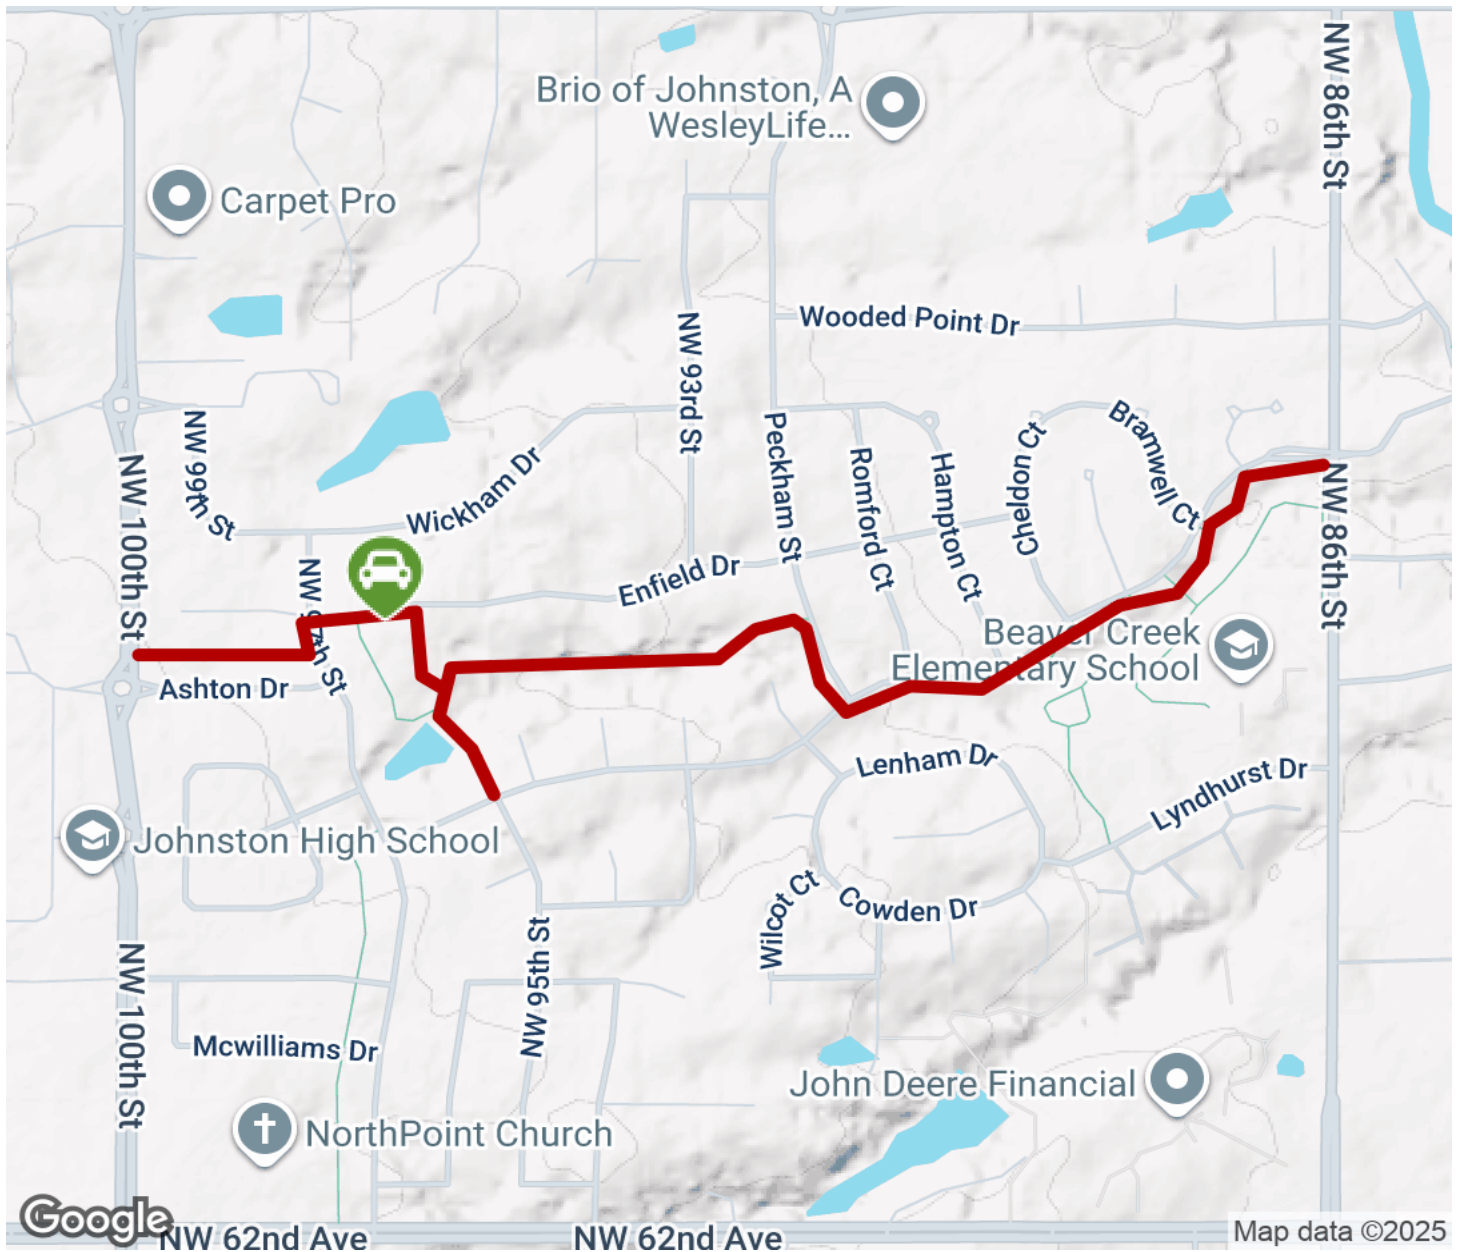 NW 86th St
Brio of Johnston, A
WesleyLife...
Carpet Pro
Wooded Point Dr
NW 93rd St
NW 99th St
Peckham St
Bramwell Ct
Cheldon Ct
Romford Ct
Hampton Ct
Wickham Dr
NW 100th St
NW 86th St
NW 97th St
Enfield Dr
Beaver Creek
Elementary School
Ashton Dr
Lenham Dr
Lyndhurst Dr
Johnston High School
Wilcot Ct
Cowden Dr
NW 95th St
NW 100th St
Mcwilliams Dr
John Deere Financial
NorthPoint Church
Google
NW 62nd Ave
NW 62nd Ave
Map data ©2025